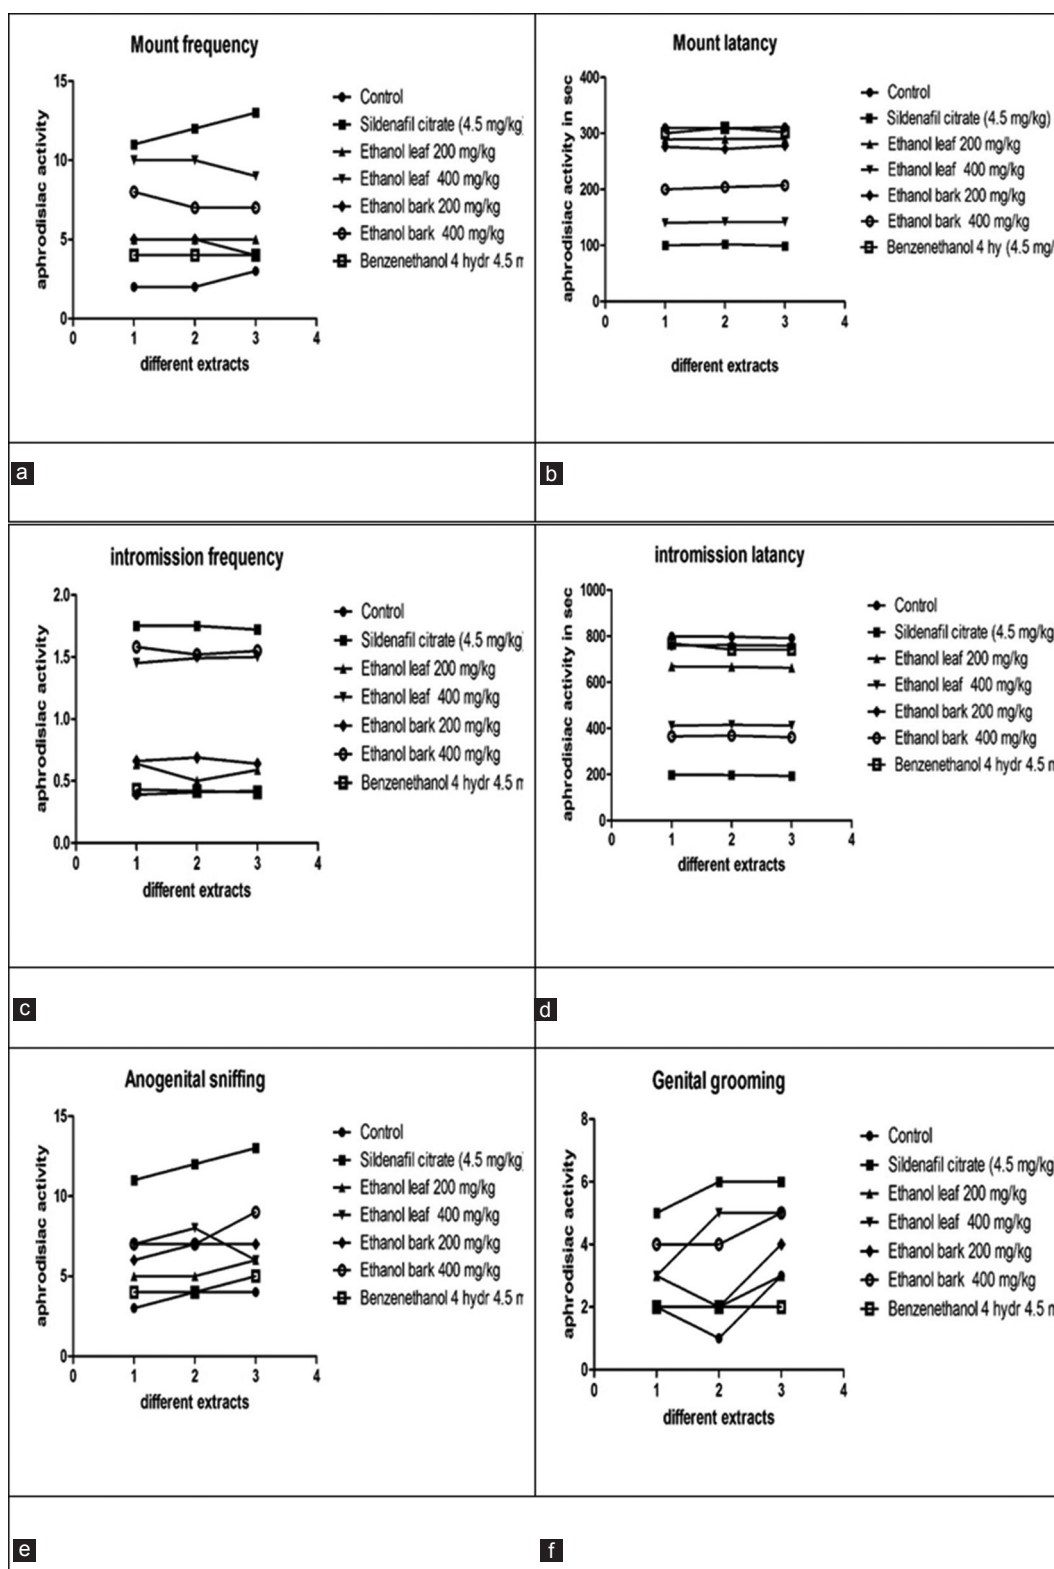 Mount frequency
15
10
5
0
aphrodisiac activity
0 1 2 3 4
different extracts
Control
Sildenafil citrate (4.5 mg/kg)
Ethanol leaf 200 mg/kg
Ethanol leaf 400 mg/kg
Ethanol bark 200 mg/kg
Ethanol bark 400 mg/kg
Benzenethanol 4 hydr 4.5 m
a
Mount latancy
400
300
200
100
0
aphrodisiac activity in sec
0 1 2 3 4
different extracts
Control
Sildenafil citrate (4.5 mg/kg)
Ethanol leaf 200 mg/kg
Ethanol leaf 400 mg/kg
Ethanol bark 200 mg/kg
Ethanol bark 400 mg/kg
Benzenethanol 4 hy (4.5 mg/
b
intromission frequency
2.0
1.5
1.0
0.5
0.0
aphrodisiac activity
0 1 2 3 4
different extracts
Control
Sildenafil citrate (4.5 mg/kg
Ethanol leaf 200 mg/kg
Ethanol leaf 400 mg/kg
Ethanol bark 200 mg/kg
Ethanol bark 400 mg/kg
Benzenethanol 4 hydr 4.5 m
c
intromission latancy
1000
800
600
400
200
0
aphrodisiac activity in sec
0 1 2 3 4
different extracts
Control
Sildenafil citrate (4.5 mg/kg
Ethanol leaf 200 mg/kg
Ethanol leaf 400 mg/kg
Ethanol bark 200 mg/kg
Ethanol bark 400 mg/kg
Benzenethanol 4 hydr 4.5 m
d
Anogenital sniffing
15
10
5
0
aphrodisiac activity
0 1 2 3 4
different extracts
Control
Sildenafil citrate (4.5 mg/kg
Ethanol leaf 200 mg/kg
Ethanol leaf 400 mg/kg
Ethanol bark 200 mg/kg
Ethanol bark 400 mg/kg
Benzenethanol 4 hydr 4.5 m
e
Genital grooming
8
6
4
2
0
aphrodisiac activity
0 1 2 3 4
different extracts
Control
Sildenafil citrate (4.5 mg/kg
Ethanol leaf 200 mg/kg
Ethanol leaf 400 mg/kg
Ethanol bark 200 mg/kg
Ethanol bark 400 mg/kg
Benzenethanol 4 hydr 4.5 m
f